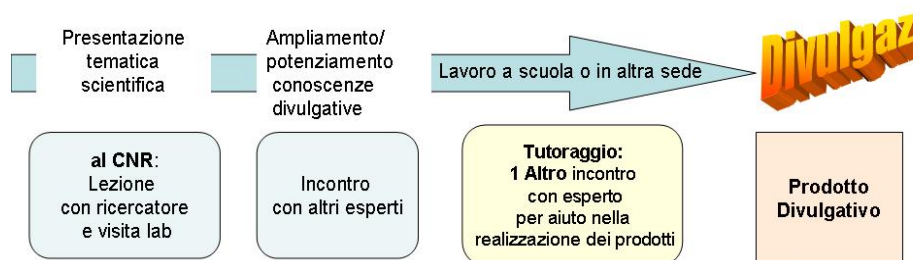 Presentazione
tematica
scientifica
Ampliamento/
potenziamento
conoscenze
divulgative
Lavoro a scuola o in altra sede
Divulgaz
al CNR:
Lezione
con ricercatore
e visita lab
Incontro
con altri esperti
Tutoraggio:
1 Altro incontro
con esperto
per aiuto nella
realizzazione dei prodotti
Prodotto
Divulgativo